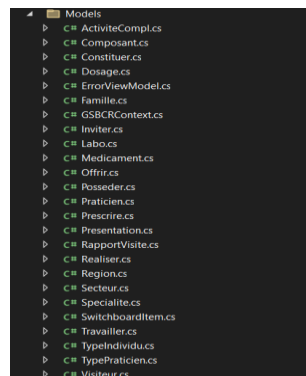 Models
C# ActiviteCompl.cs
C# Composant.cs
C# Constituer.cs
C# Dosage.cs
C# ErrorViewModel.cs
C# Famille.cs
C# GSBCRContext.cs
C# Inviter.cs
C# Labo.cs
C# Medicament.cs
C# Offrir.cs
C# Posseder.cs
C# Praticien.cs
C# Prescrire.cs
C# Presentation.cs
C# RapportVisite.cs
C# Realiser.cs
C# Region.cs
C# Secteur.cs
C# Specialite.cs
C# SwitchboardItem.cs
C# Travailler.cs
C# TypeIndividu.cs
C# TypePraticien.cs
C# Visiteur.cs